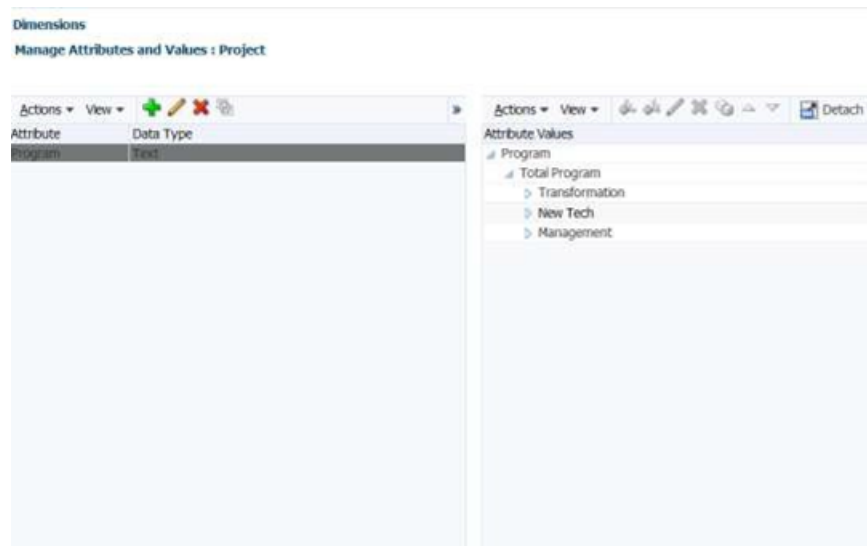 Dimensions
Manage Attributes and Values : Project
Actions View
Attribute Data Type
Program Text
Actions View Detach
Attribute Values
Program
Total Program
Transformation
New Tech
Management